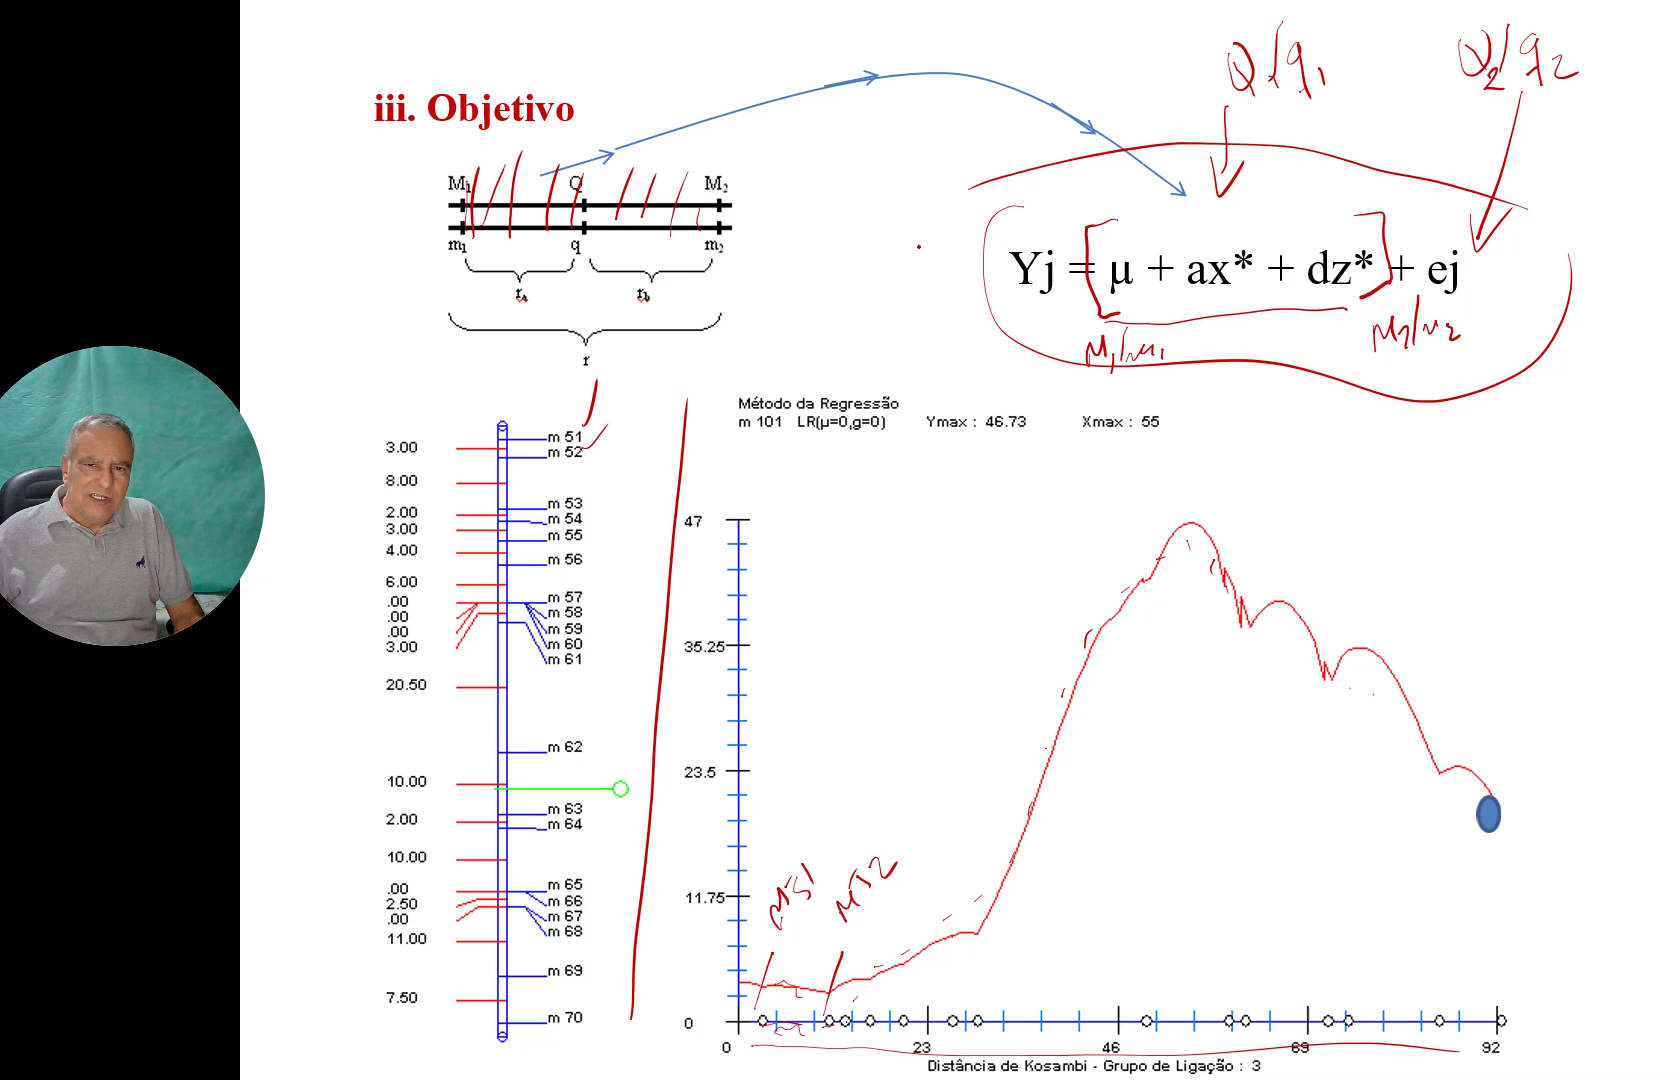 iii. Objetivo
Q/q1
Q2/q2
M1 Q M2
m1 q m2
ra rb
r
Yj = µ + ax* + dz* + ej
M1/m1
M2/m2
Método da Regressão
m 101 LR(µ=0,g=0) Ymax : 46.73 Xmax : 55
m 51
3.00
m 52
8.00
m 53
2.00
m 54
3.00
m 55
4.00
m 56
6.00
m 57
.00
m 58
.00
m 59
.00
m 60
3.00
m 61
20.50
m 62
10.00
m 63
2.00
m 64
10.00
m 65
.00
m 66
2.50
m 67
.00
m 68
11.00
m 69
7.50
m 70
47
35.25
23.5
11.75
0
M51
M52
0 23 46 69 92
Distância de Kosambi - Grupo de Ligação : 3